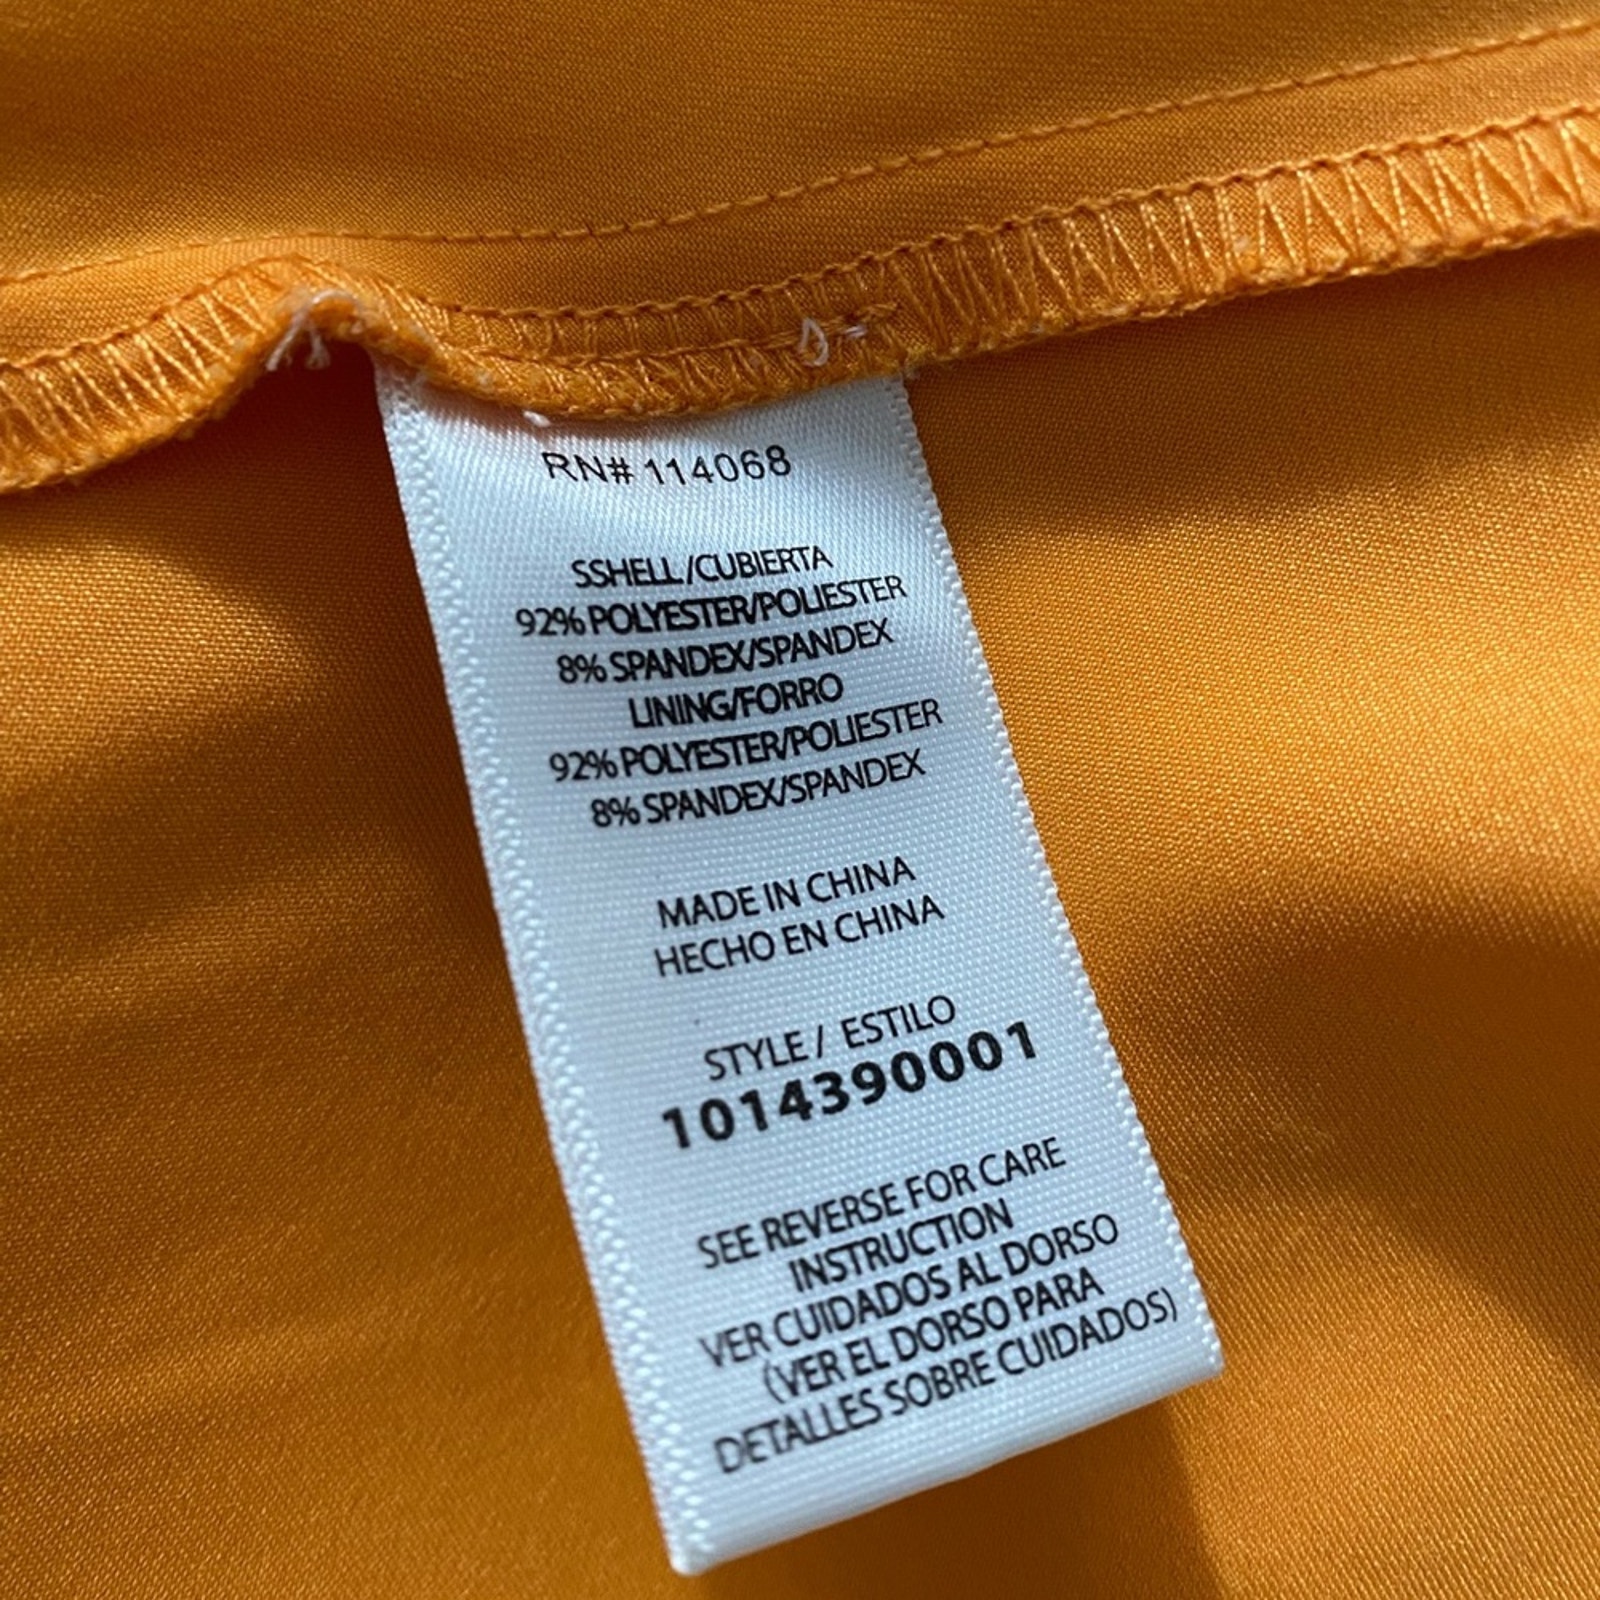 RN# 114068
SSHELL/CUBIERTA
92% POLYESTER/POLIESTER
8% SPANDEX/SPANDEX
LINING/FORRO
92% POLYESTER/POLIESTER
8% SPANDEX/SPANDEX
MADE IN CHINA
HECHO EN CHINA
STYLE/ ESTILO
1014390001
SEE REVERSE FOR CARE
INSTRUCTION
VER CUIDADOS AL DORSO
(VER EL DORSO PARA
DETALLES SOBRE CUIDADOS)